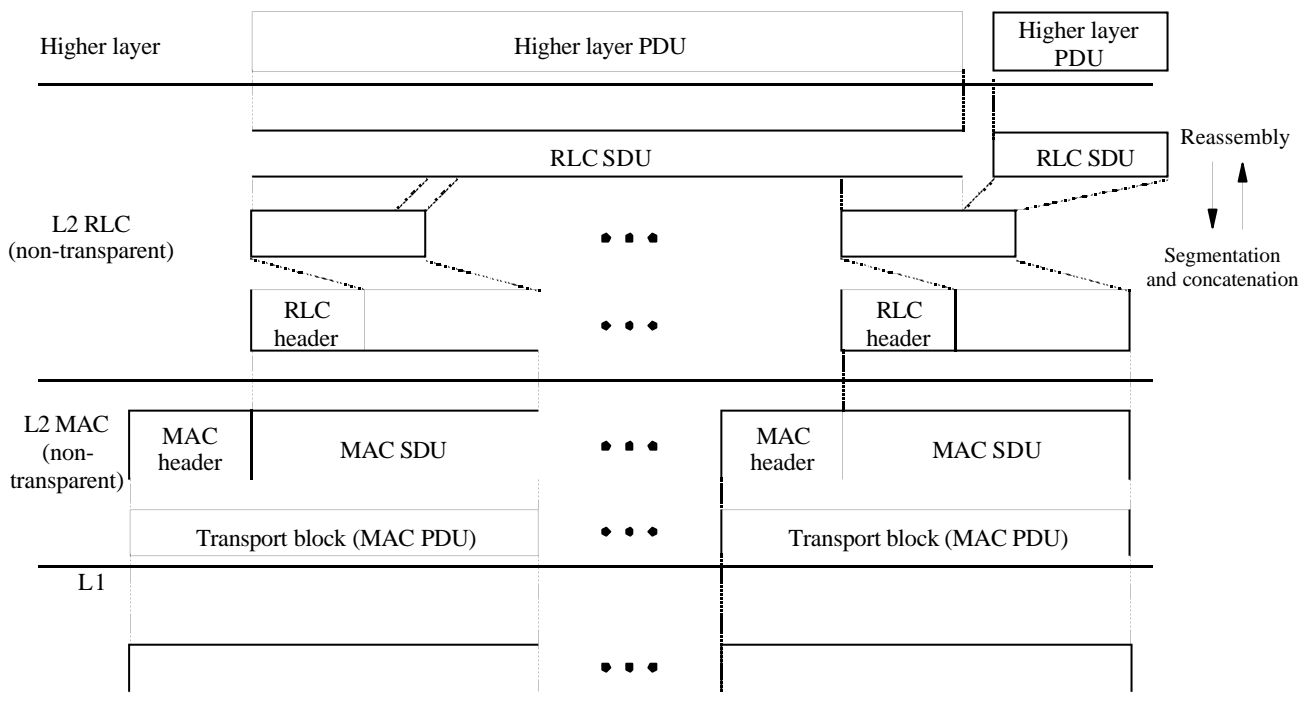 Higher layer
Higher layer PDU
Higher layer
PDU
RLC SDU
RLC SDU
Reassembly
L2 RLC
(non-transparent)
Segmentation
and concatenation
RLC
header
RLC
header
L2 MAC
(non-
transparent)
MAC
header
MAC SDU
MAC
header
MAC SDU
Transport block (MAC PDU)
Transport block (MAC PDU)
L1